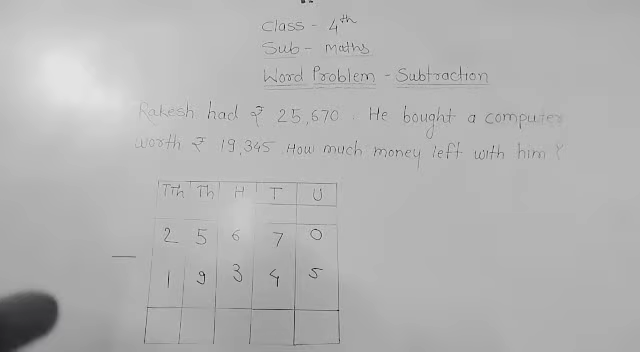 Class - 4th
Sub - Maths
Word Problem - Subtraction
Rakesh had ₹ 25,670. He bought a computer
worth ₹ 19,345. How much money left with him?
TTh Th H T U
2 5 6 7 0
- 1 9 3 4 5